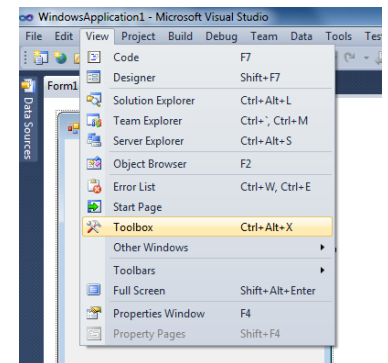 WindowsApplication1 - Microsoft Visual Studio
File Edit View Project Build Debug Team Data Tools
Form1
Data Sources
Code F7
Designer Shift+F7
Solution Explorer Ctrl+Alt+L
Team Explorer Ctrl+`, Ctrl+M
Server Explorer Ctrl+Alt+S
Object Browser F2
Error List Ctrl+W, Ctrl+E
Start Page
Toolbox Ctrl+Alt+X
Other Windows
Toolbars
Full Screen Shift+Alt+Enter
Properties Window F4
Property Pages Shift+F4